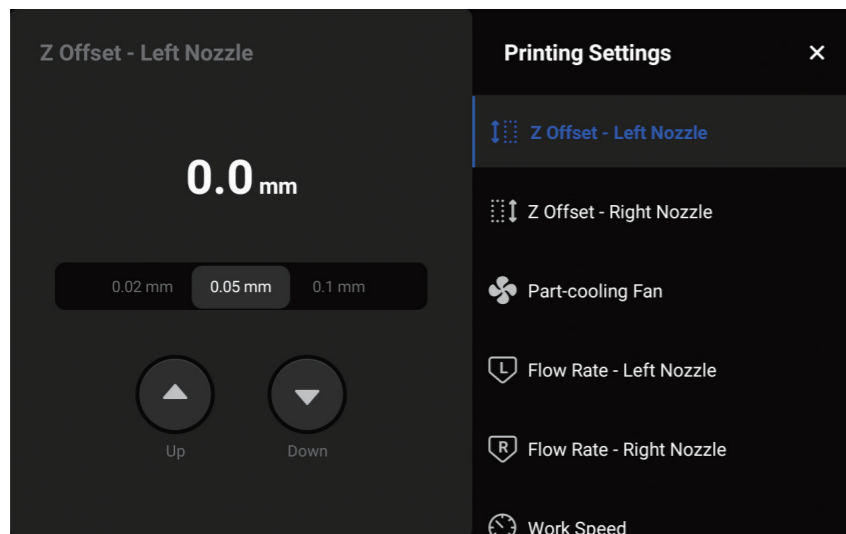 Z Offset - Left Nozzle
0.0 mm
0.02 mm 0.05 mm 0.1 mm
Up Down
Printing Settings
Z Offset - Left Nozzle
Z Offset - Right Nozzle
Part-cooling Fan
L Flow Rate - Left Nozzle
R Flow Rate - Right Nozzle
Work Speed